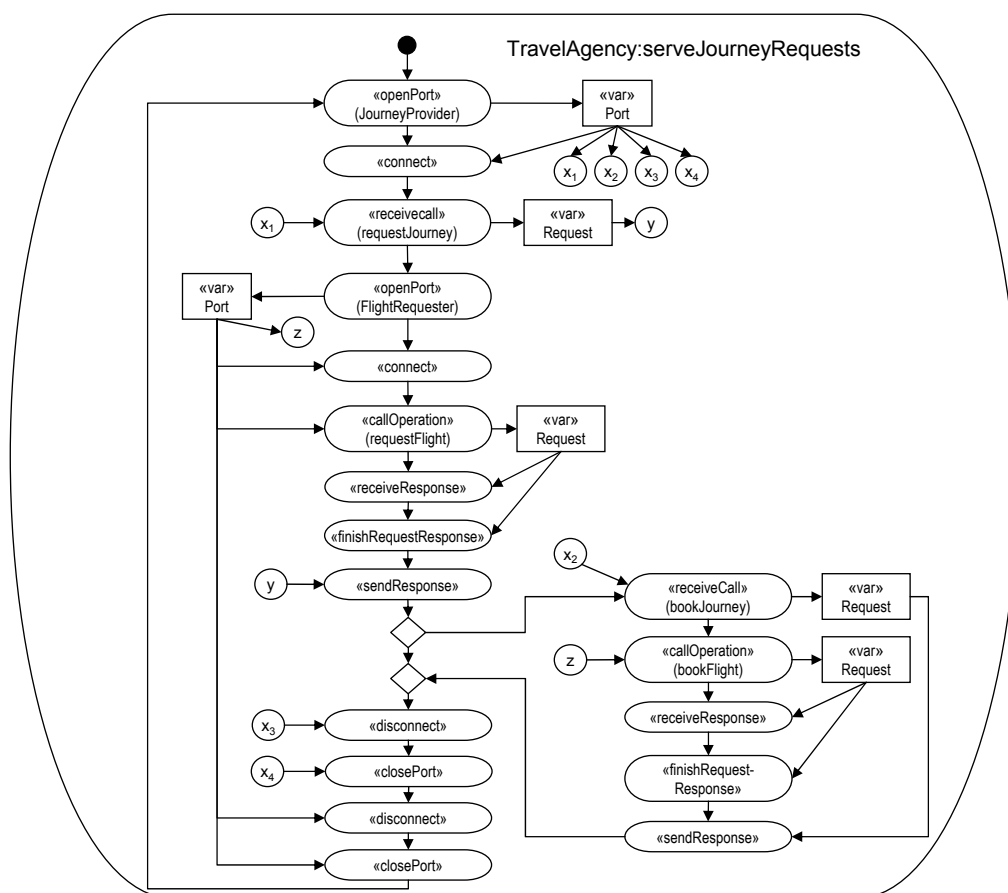 TravelAgency:serveJourneyRequests
«openPort»
(JourneyProvider)
«var»
Port
«connect»
x1
x2
x3
x4
x1
«receivecall»
(requestJourney)
«var»
Request
y
«var»
Port
«openPort»
(FlightRequester)
z
«connect»
«callOperation»
(requestFlight)
«var»
Request
«receiveResponse»
«finishRequestResponse»
y
«sendResponse»
x2
«receiveCall»
(bookJourney)
«var»
Request
z
«callOperation»
(bookFlight)
«var»
Request
«receiveResponse»
«finishRequest-
Response»
«sendResponse»
x3
«disconnect»
x4
«closePort»
«disconnect»
«closePort»